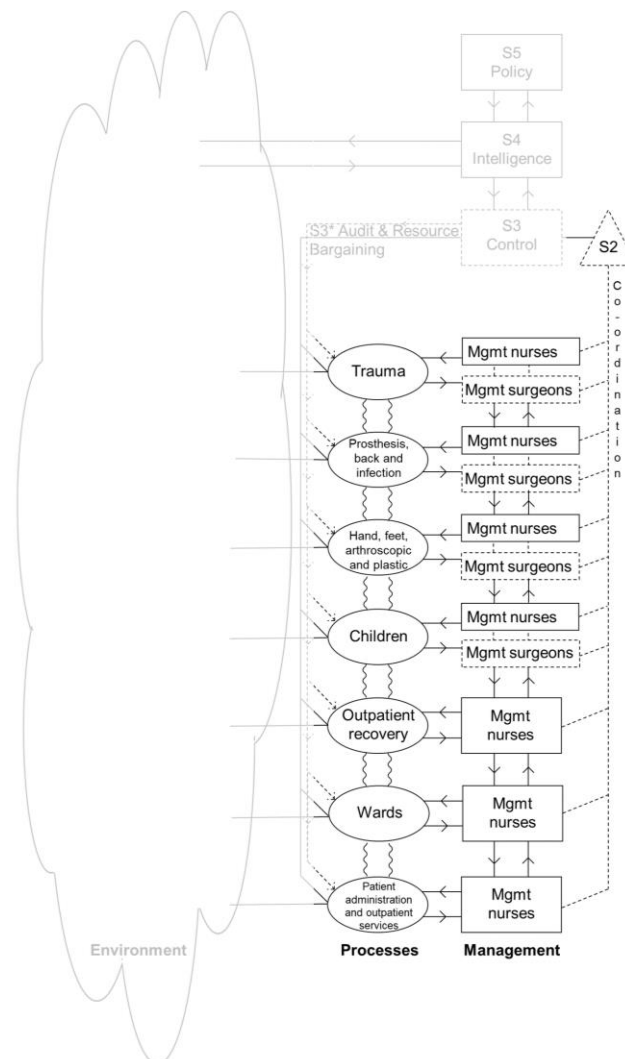 S5
Policy
S4
Intelligence
S3
Control
S3* Audit & Resource
Bargaining
S2
Co-ordination
Trauma
Mgmt nurses
Mgmt surgeons
Prosthesis,
back and
infection
Mgmt nurses
Mgmt surgeons
Hand, feet,
arthroscopic
and plastic
Mgmt nurses
Mgmt surgeons
Children
Mgmt nurses
Mgmt surgeons
Outpatient
recovery
Mgmt
nurses
Wards
Mgmt
nurses
Patient
administration
and outpatient
services
Mgmt
nurses
Environment
Processes
Management